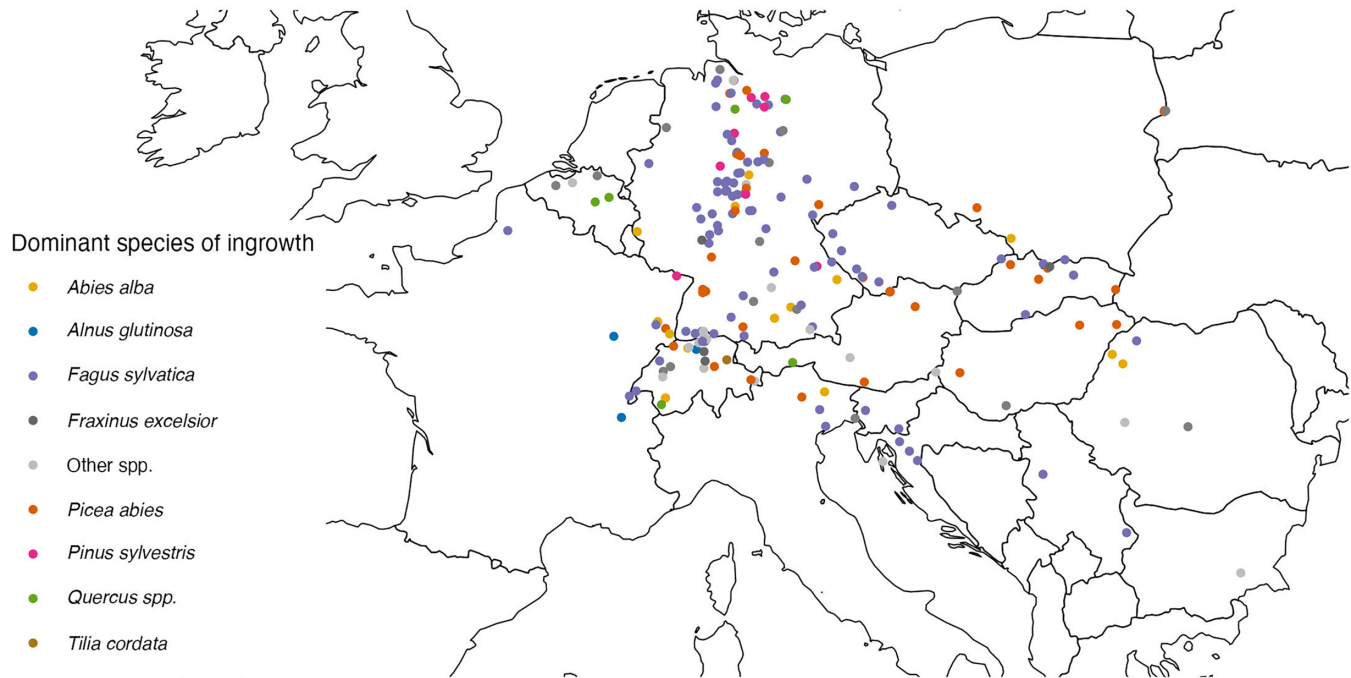 Dominant species of ingrowth
Abies alba
Alnus glutinosa
Fagus sylvatica
Fraxinus excelsior
Other spp.
Picea abies
Pinus sylvestris
Quercus spp.
Tilia cordata